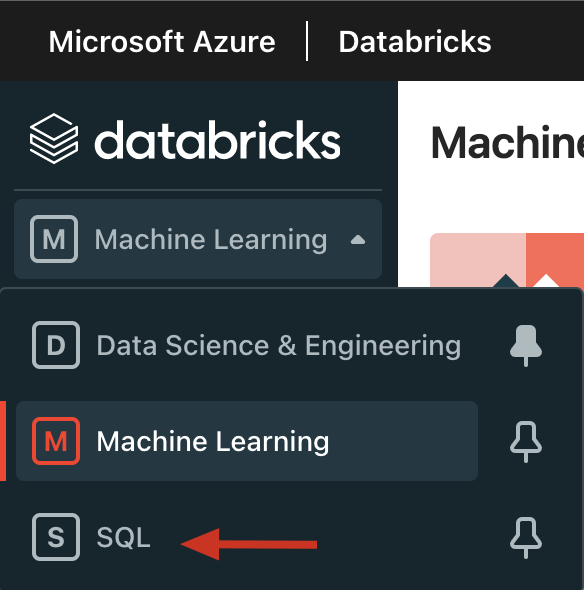 Microsoft Azure | Databricks
databricks
Machine
M Machine Learning
D Data Science & Engineering
M Machine Learning
S SQL